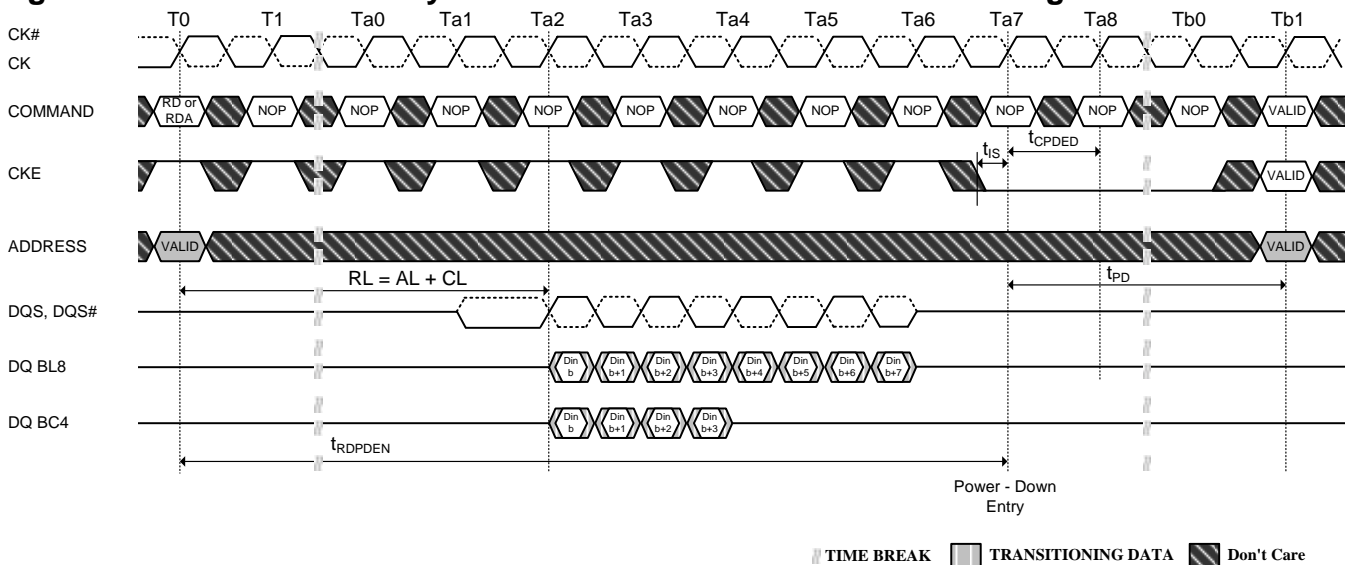 T0 T1 Ta0 Ta1 Ta2 Ta3 Ta4 Ta5 Ta6 Ta7 Ta8 Tb0 Tb1
CK#
CK
COMMAND RD or RDA NOP NOP NOP NOP NOP NOP NOP NOP NOP NOP NOP VALID
tIS
tCPDED
CKE VALID
ADDRESS VALID VALID
RL = AL + CL
tPD
DQS, DQS#
DQ BL8 Din b Din b+1 Din b+2 Din b+3 Din b+4 Din b+5 Din b+6 Din b+7
DQ BC4 Din b Din b+1 Din b+2 Din b+3
tRDPDEN
Power - Down
Entry
TIME BREAK TRANSITIONING DATA Don't Care